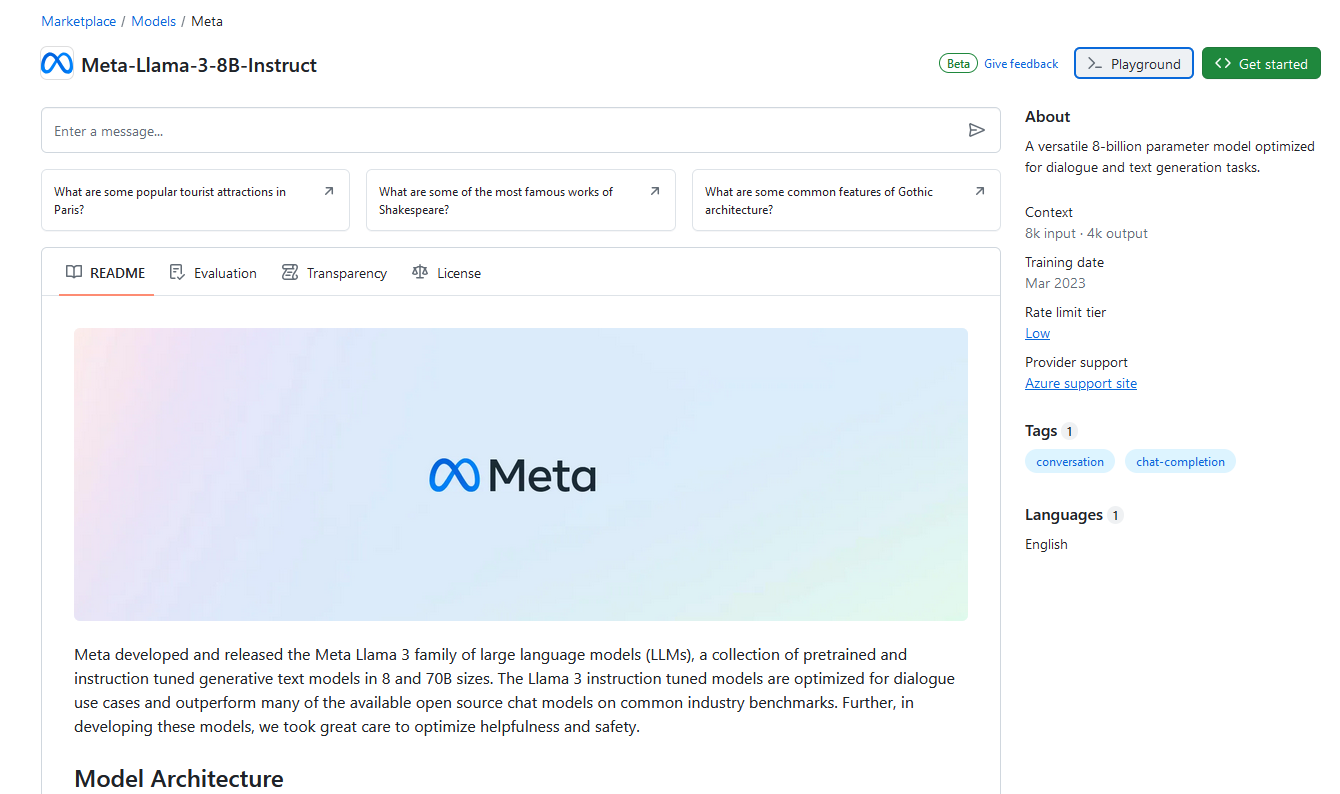 Marketplace / Models / Meta
Meta-Llama-3-8B-Instruct
Beta Give feedback Playground Get started
Enter a message...
What are some popular tourist attractions in
Paris?
What are some of the most famous works of
Shakespeare?
What are some common features of Gothic
architecture?
README Evaluation Transparency License
Meta
Meta developed and released the Meta Llama 3 family of large language models (LLMs), a collection of pretrained and
instruction tuned generative text models in 8 and 70B sizes. The Llama 3 instruction tuned models are optimized for dialogue
use cases and outperform many of the available open source chat models on common industry benchmarks. Further, in
developing these models, we took great care to optimize helpfulness and safety.
Model Architecture
About
A versatile 8-billion parameter model optimized
for dialogue and text generation tasks.
Context
8k input · 4k output
Training date
Mar 2023
Rate limit tier
Low
Provider support
Azure support site
Tags 1
conversation chat-completion
Languages 1
English